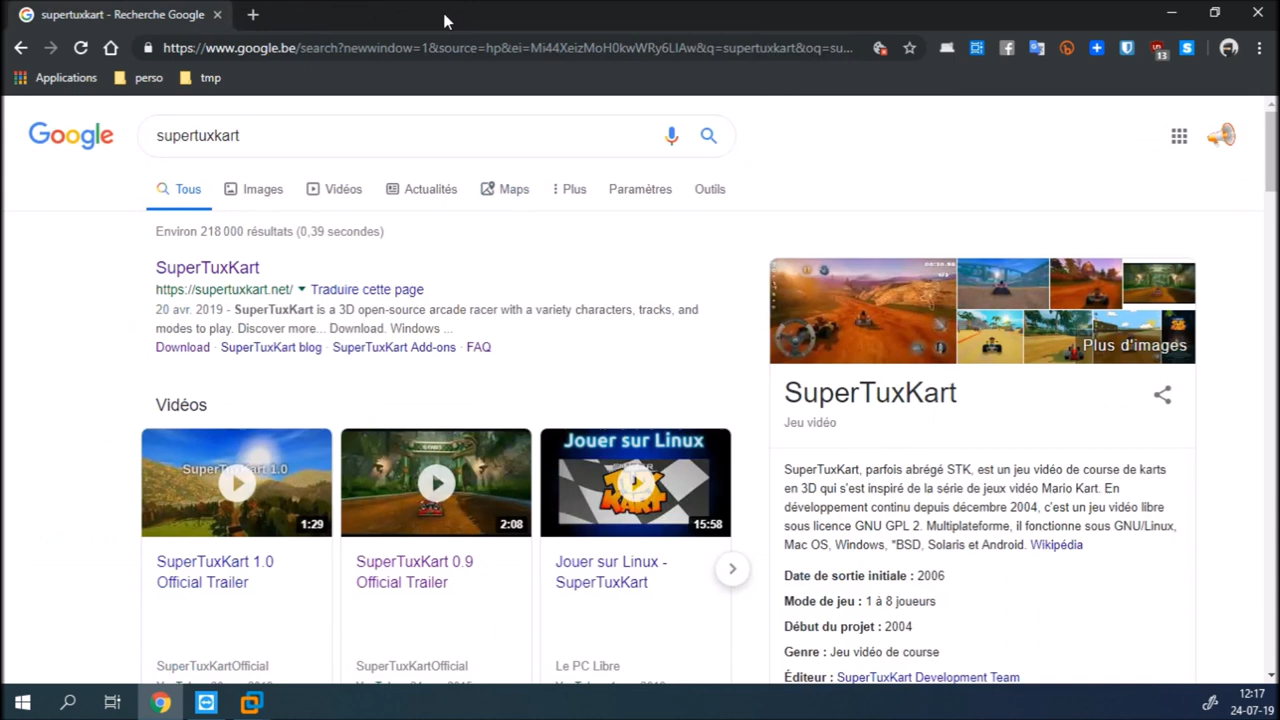 supertuxkart - Recherche Google
https://www.google.be/search?newwindow=1&source=hp&ei=Mi44XeizMoH0kwWRy6LIAw&q=supertuxkart&oq=su...
13
Applications perso tmp
Google
supertuxkart
Tous Images Vidéos Actualités Maps Plus Paramètres Outils
Environ 218 000 résultats (0,39 secondes)
SuperTuxKart
https://supertuxkart.net/ Traduire cette page
20 avr. 2019 - SuperTuxKart is a 3D open-source arcade racer with a variety characters, tracks, and
modes to play. Discover more... Download. Windows ...
Download · SuperTuxKart blog · SuperTuxKart Add-ons · FAQ
Vidéos
SuperTuxKart 1.0
1:29
SuperTuxKart 1.0
Official Trailer
SuperTuxKartOfficial
2:08
SuperTuxKart 0.9
Official Trailer
SuperTuxKartOfficial
Jouer sur Linux
15:58
Jouer sur Linux -
SuperTuxKart
Le PC Libre
Plus d'images
SuperTuxKart
Jeu vidéo
SuperTuxKart, parfois abrégé STK, est un jeu vidéo de course de karts
en 3D qui s'est inspiré de la série de jeux vidéo Mario Kart. En
développement continu depuis décembre 2004, c'est un jeu vidéo libre
sous licence GNU GPL 2. Multiplateforme, il fonctionne sous GNU/Linux,
Mac OS, Windows, *BSD, Solaris et Android. Wikipédia
Date de sortie initiale : 2006
Mode de jeu : 1 à 8 joueurs
Début du projet : 2004
Genre : Jeu vidéo de course
Éditeur : SuperTuxKart Development Team
12:17
24-07-19